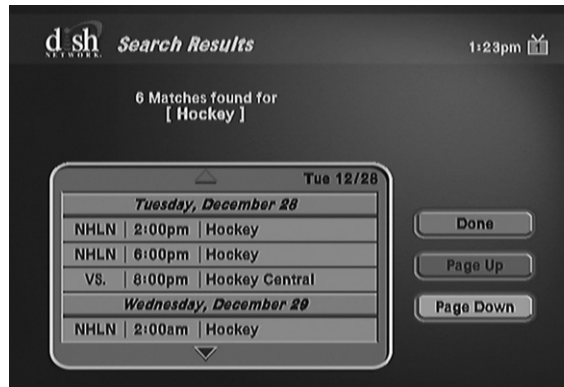 dish
NETWORK.
Search Results
1:23pm
1
6 Matches found for
[ Hockey ]
Tue 12/28
Tuesday, December 28
NHLN | 2:00pm | Hockey
NHLN | 6:00pm | Hockey
VS. | 8:00pm | Hockey Central
Wednesday, December 29
NHLN | 2:00am | Hockey
Done
Page Up
Page Down